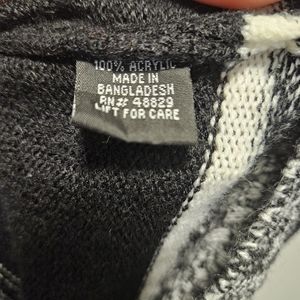 100% ACRYLIC
MADE IN
BANGLADESH
RN# 48829
LIFT FOR CARE